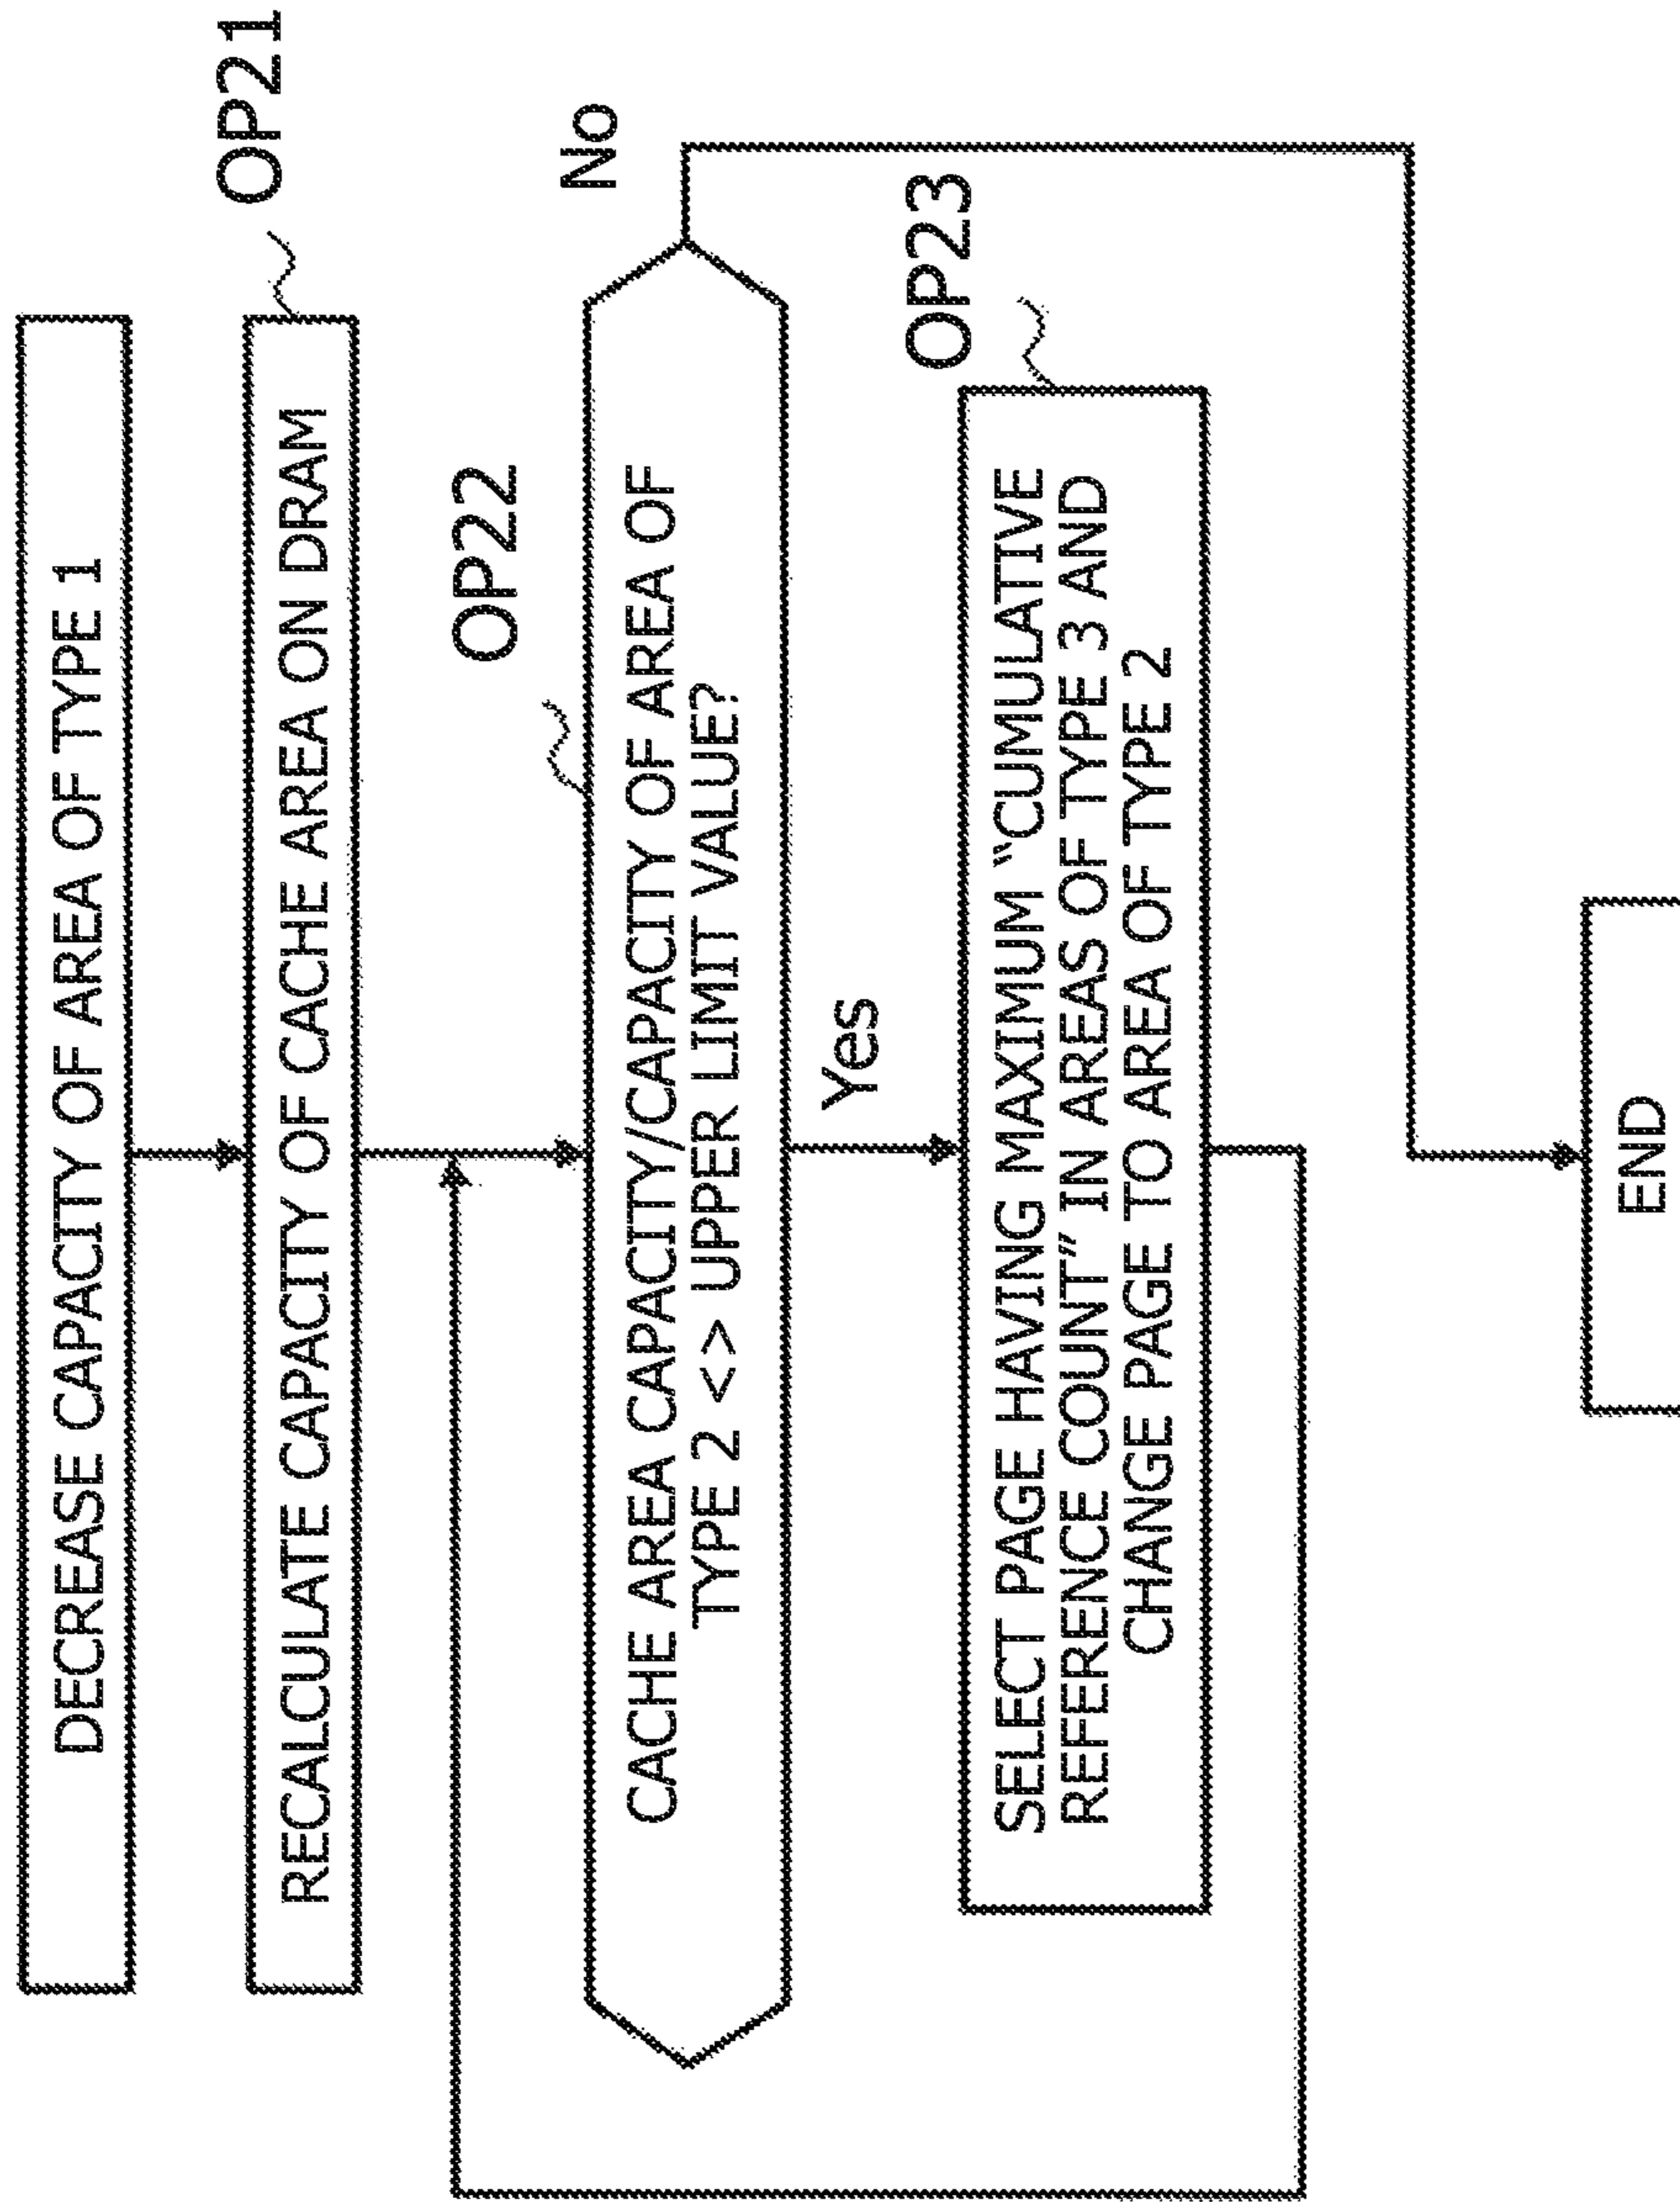 DECREASE CAPACITY OF AREA OF TYPE 1
OP21
RECALCULATE CAPACITY OF CACHE AREA ON DRAM
OP22
No
CACHE AREA CAPACITY/CAPACITY OF AREA OF
TYPE 2 <> UPPER LIMIT VALUE?
Yes
OP23
SELECT PAGE HAVING MAXIMUM “CUMULATIVE
REFERENCE COUNT” IN AREAS OF TYPE 3 AND
CHANGE PAGE TO AREA OF TYPE 2
END